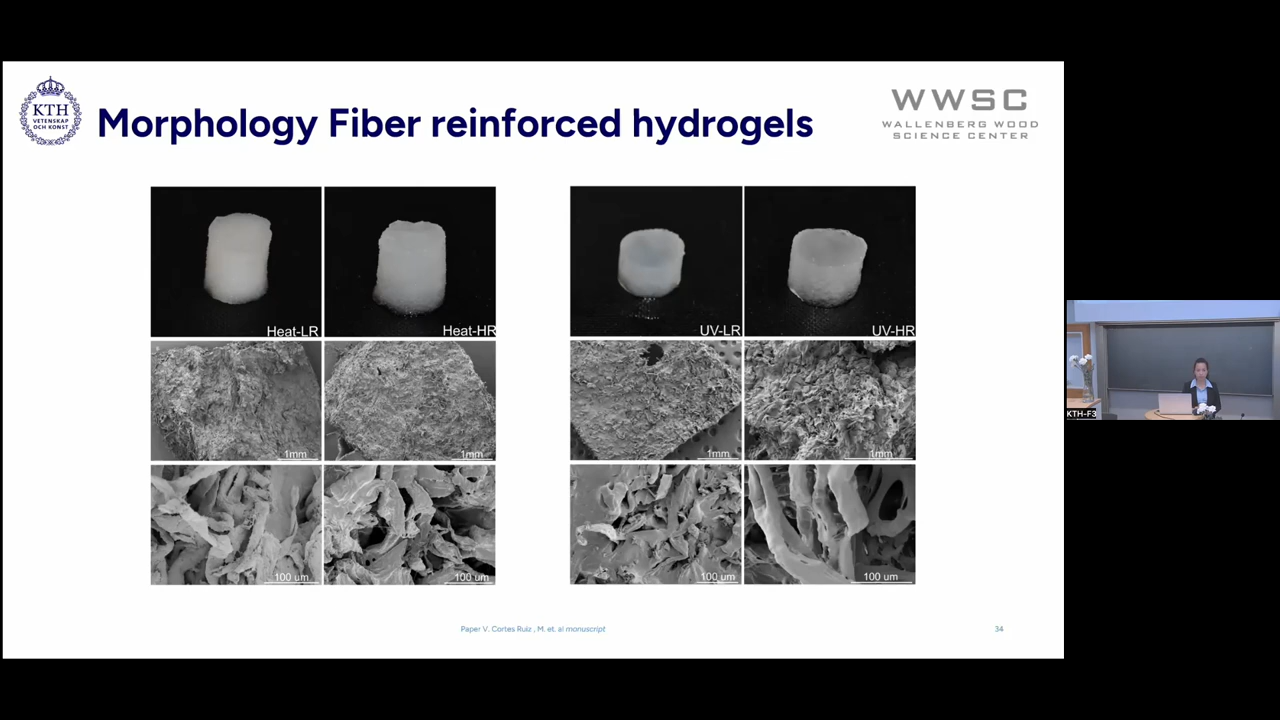 KTH
VETENSKAP
OCH KONST
Morphology Fiber reinforced hydrogels
WWSC
WALLENBERG WOOD
SCIENCE CENTER
Heat-LR
Heat-HR
UV-LR
UV-HR
1mm
1mm
1mm
1mm
100 um
100 um
100 um
100 um
Paper V. Cortes Ruiz , M. et. al monuscript
34
KTH-F3